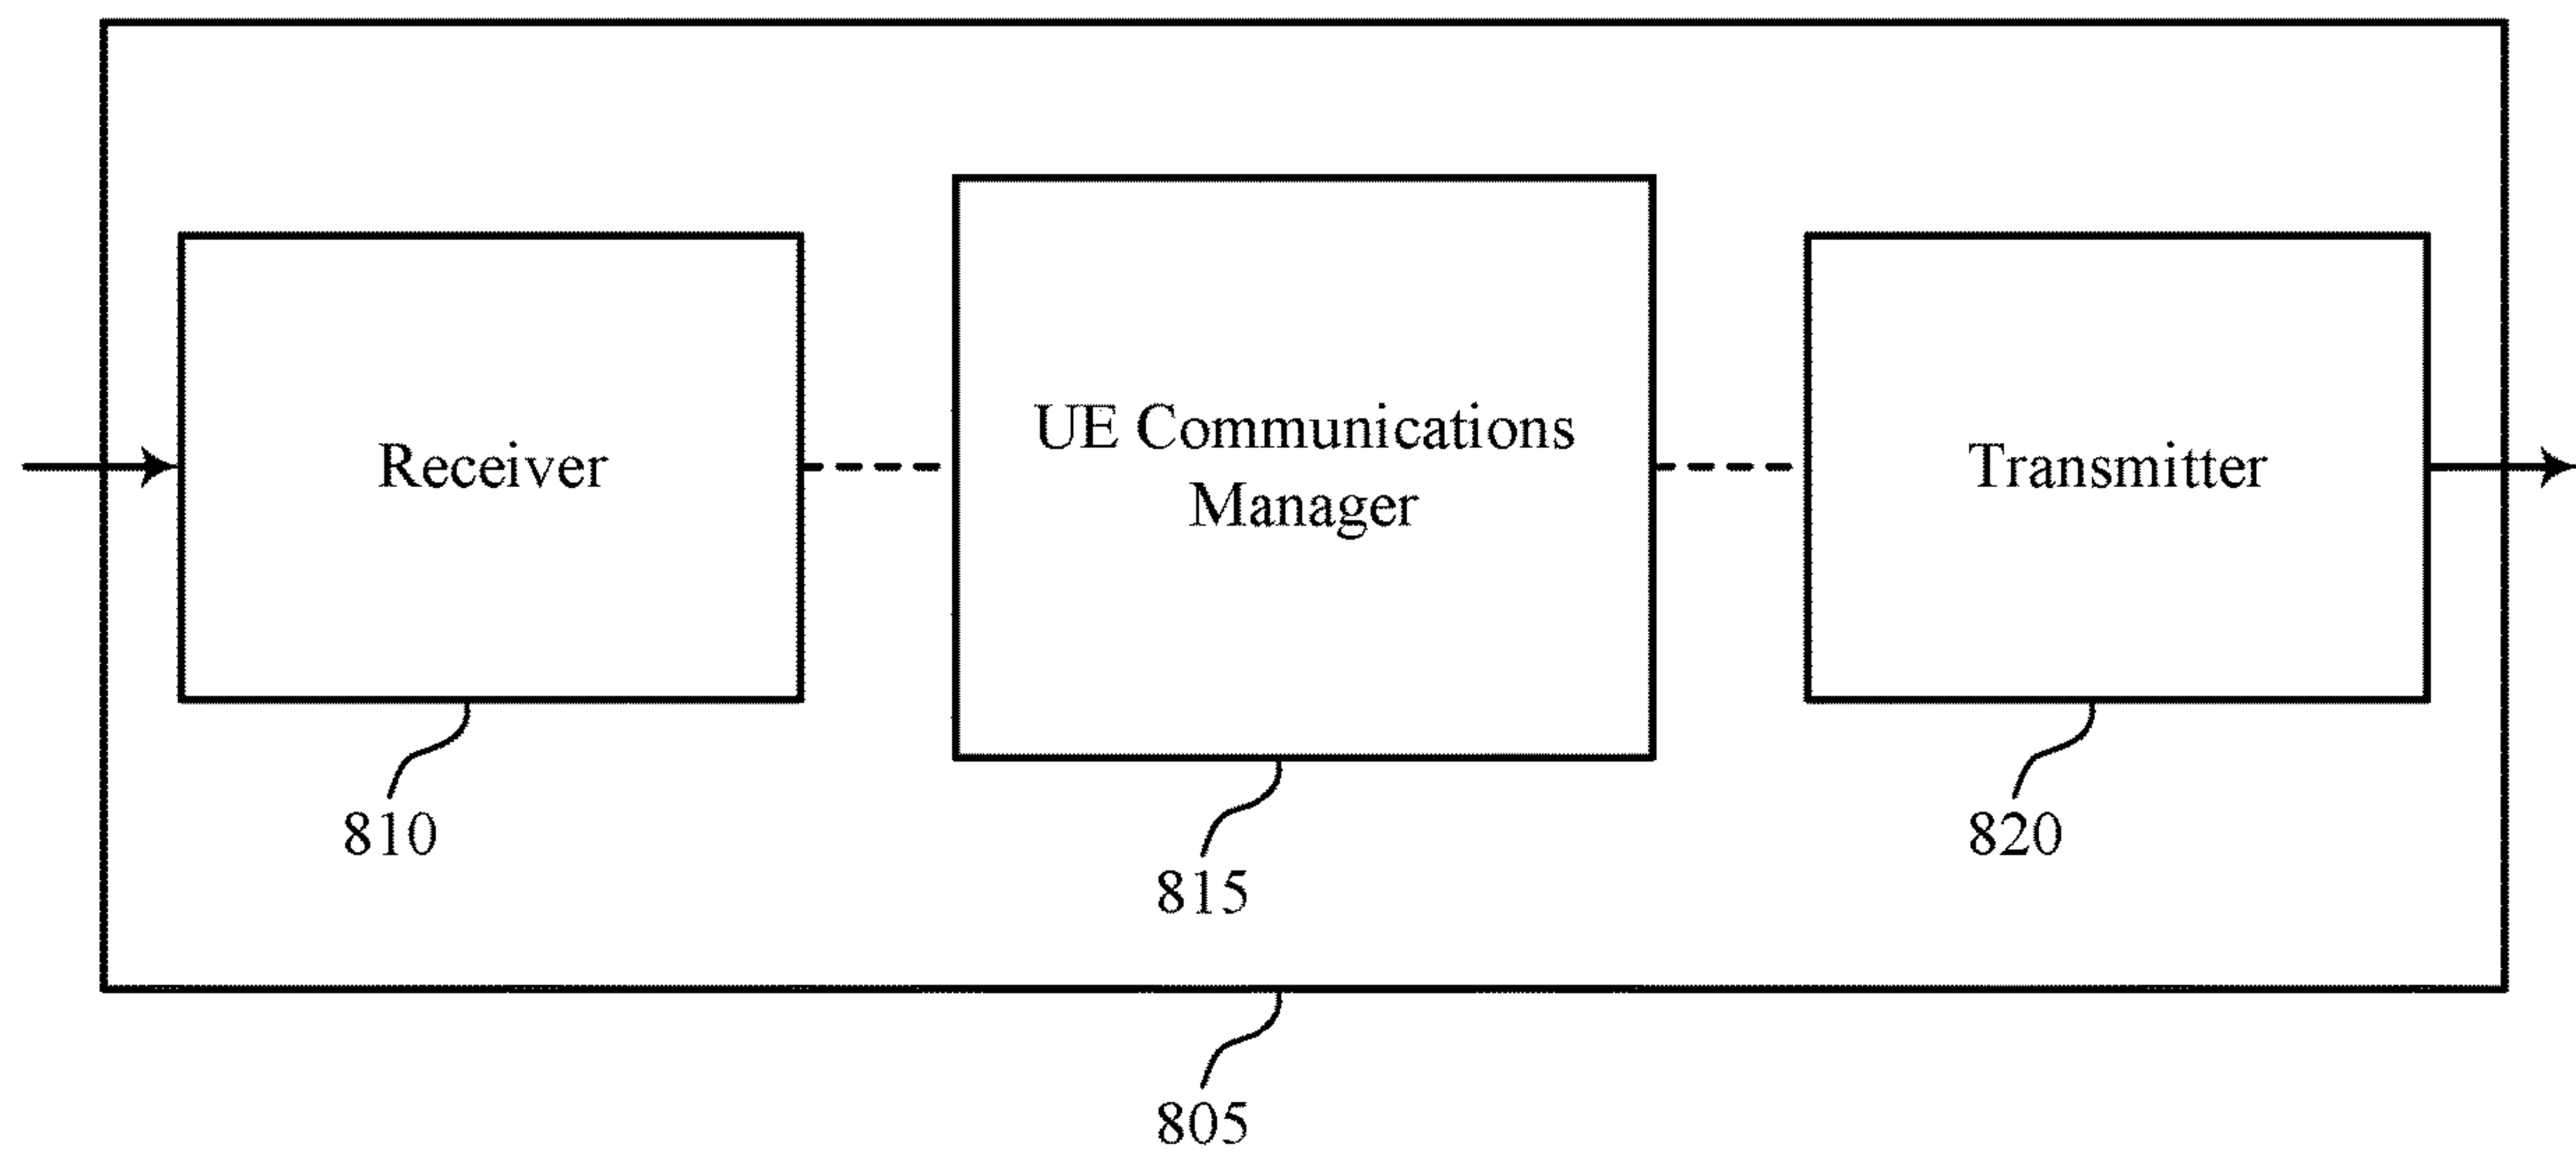 Receiver
UE Communications
Manager
Transmitter
810
815
820
805